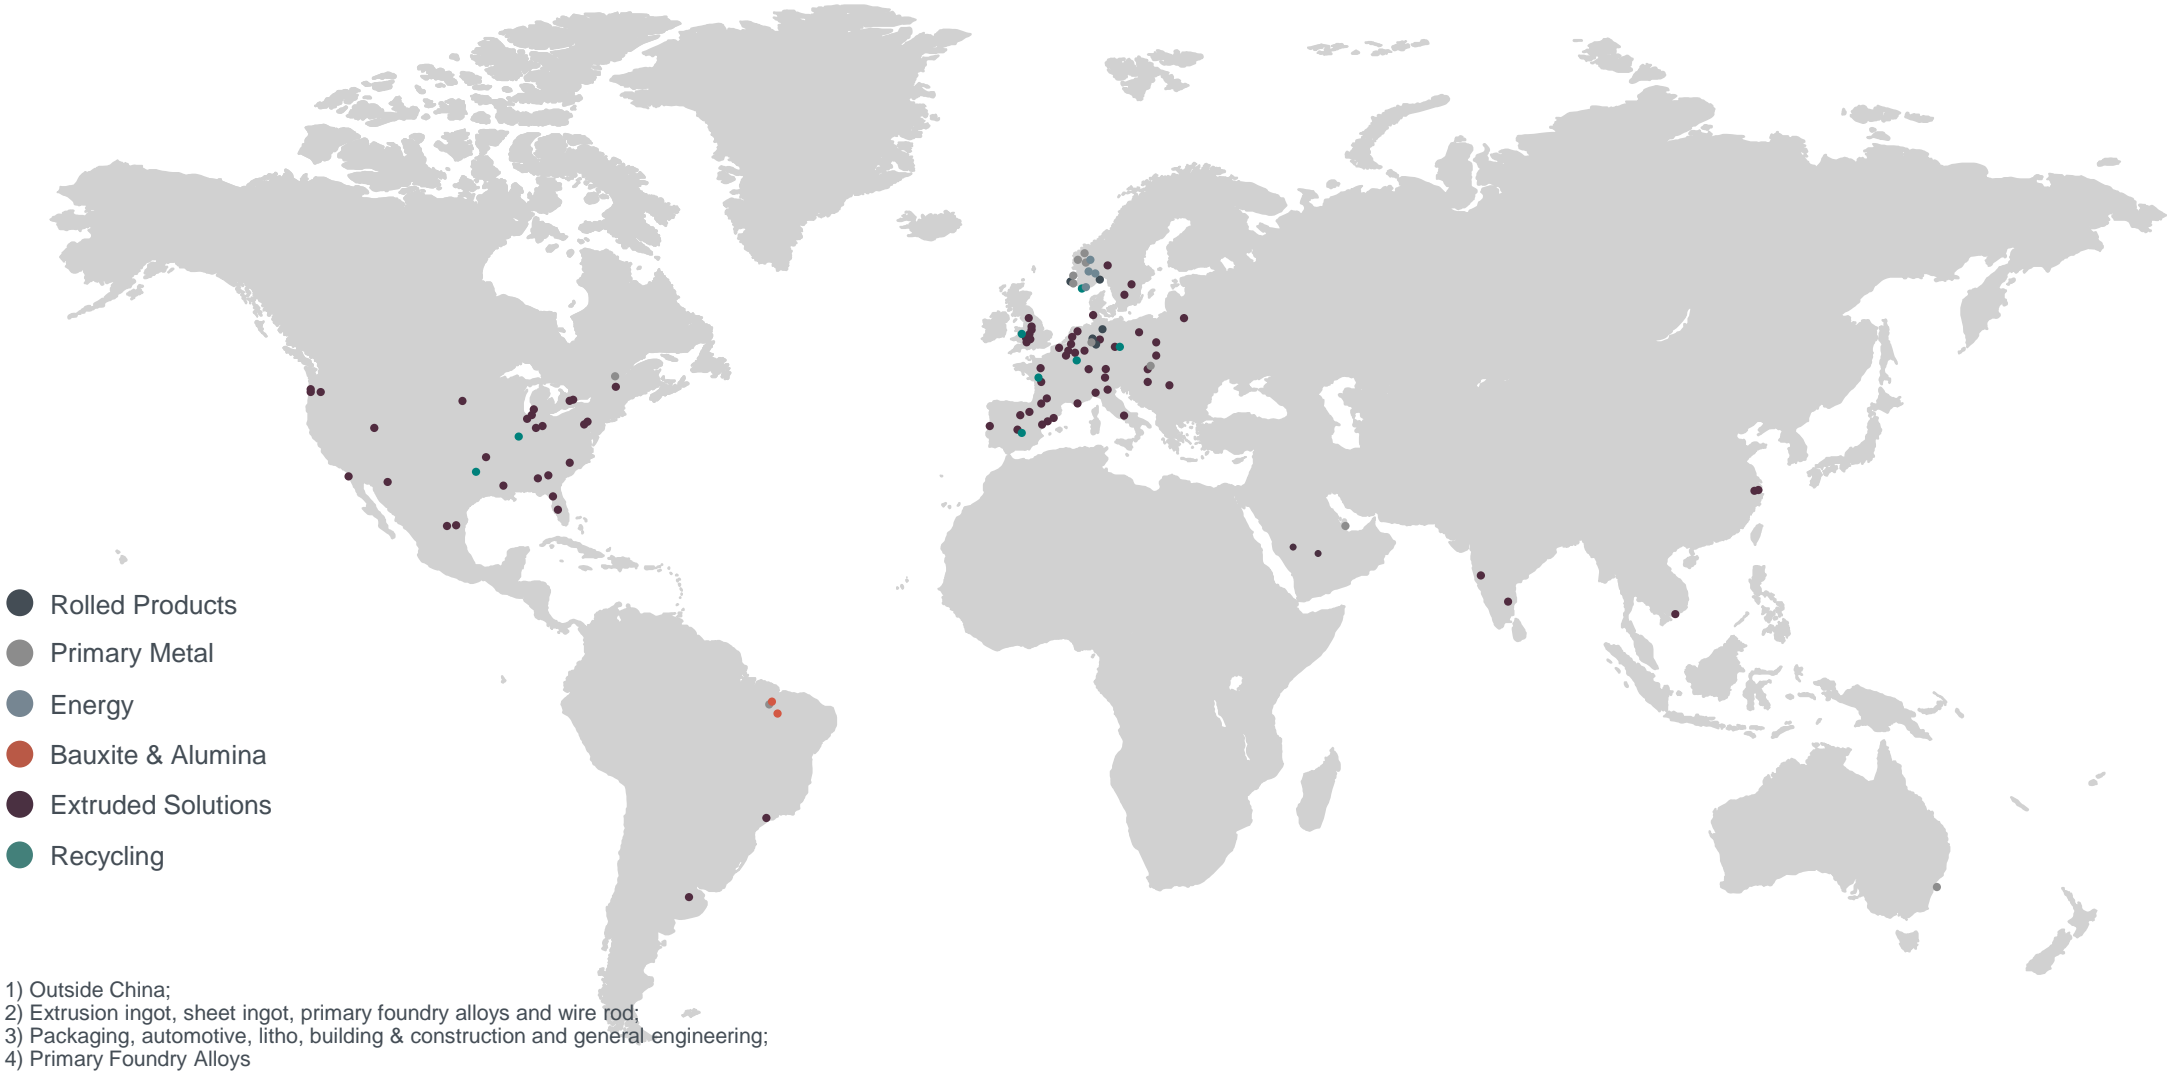 Rolled Products
Primary Metal
Energy
Bauxite & Alumina
Extruded Solutions
Recycling
1) Outside China;
2) Extrusion ingot, sheet ingot, primary foundry alloys and wire rod;
3) Packaging, automotive, litho, building & construction and general engineering;
4) Primary Foundry Alloys